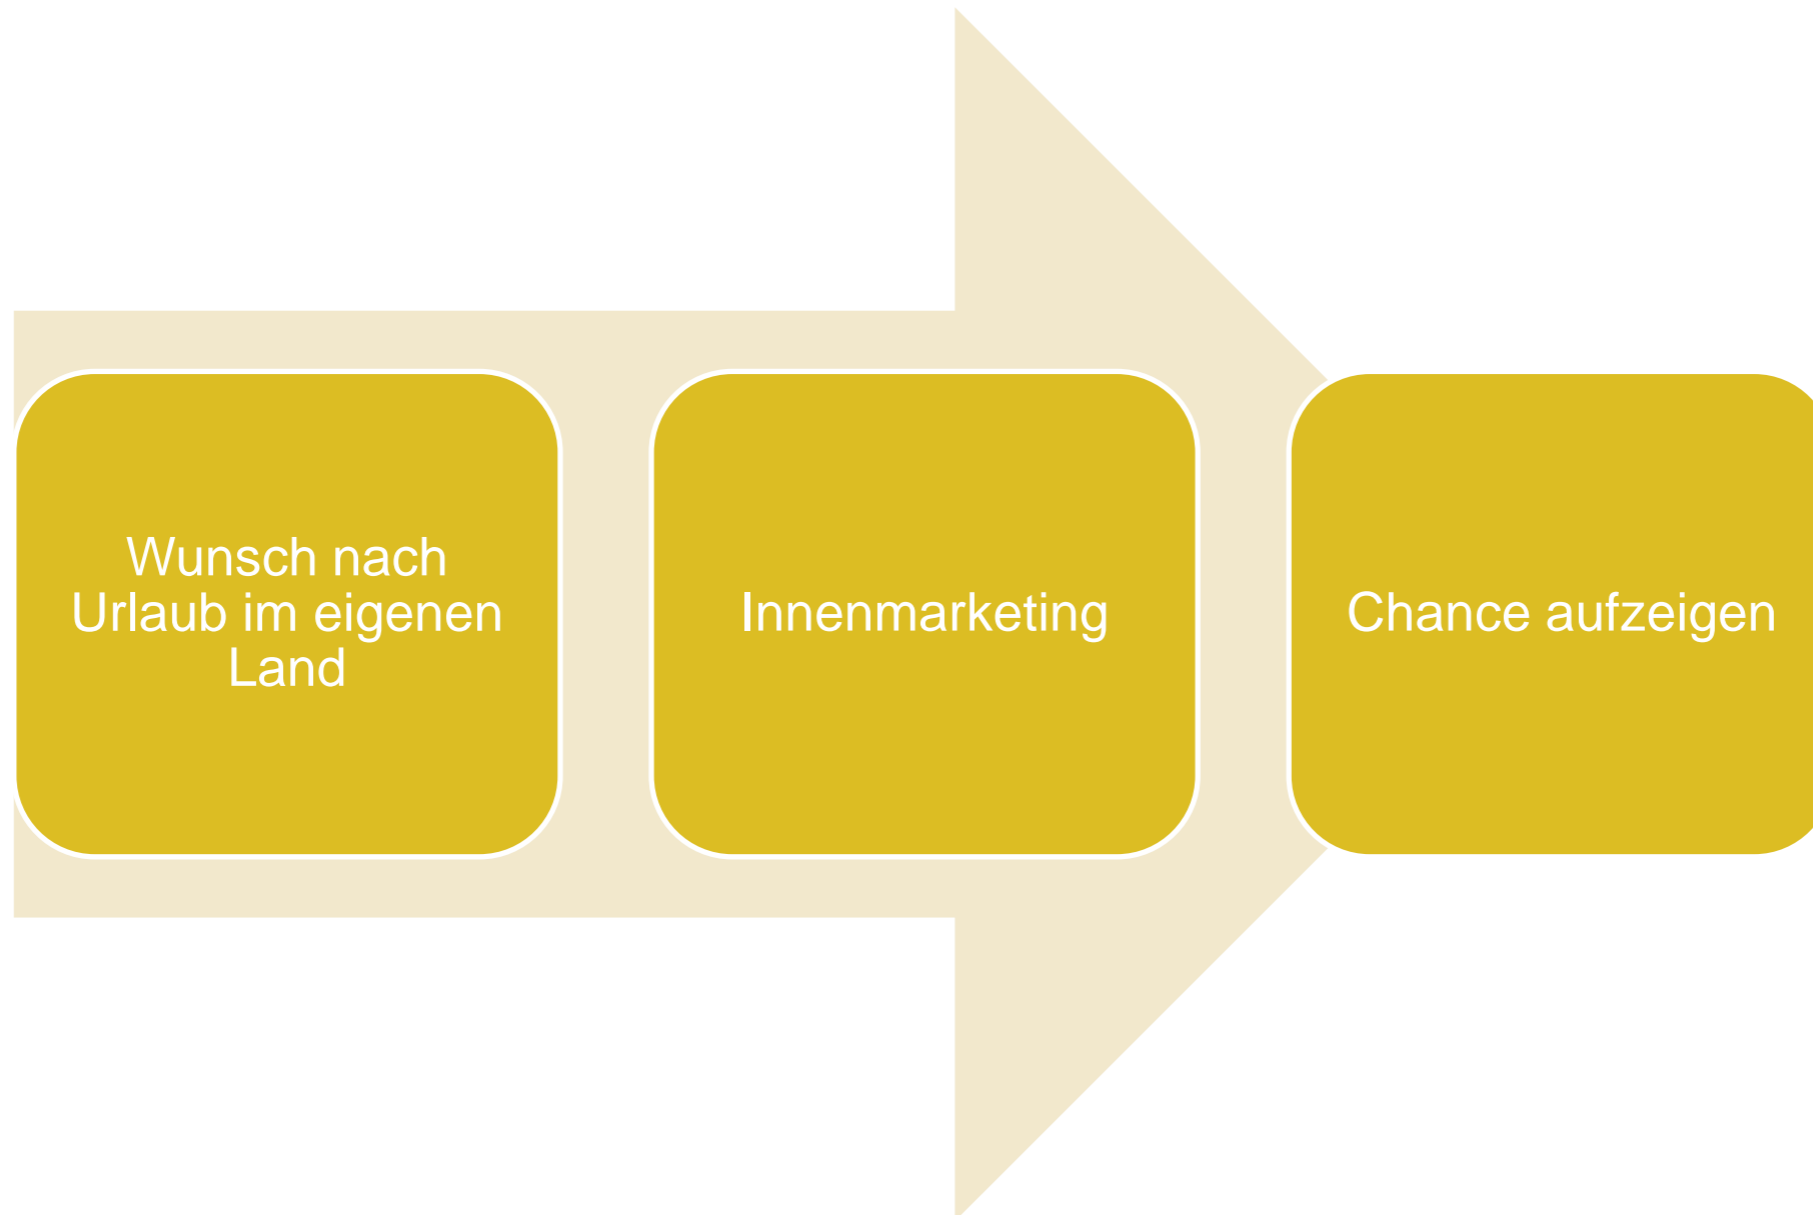 Wunsch nach
Urlaub im eigenen
Land
Innenmarketing
Chance aufzeigen